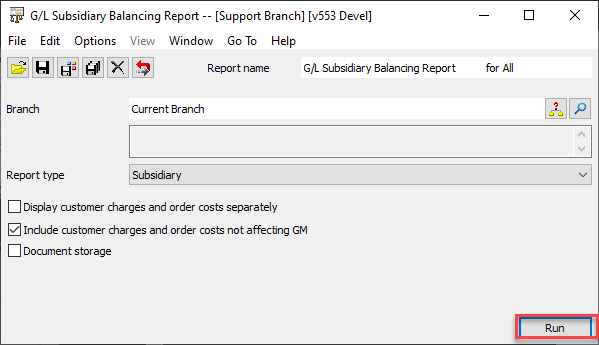 G/L Subsidiary Balancing Report -- [Support Branch] [v553 Devel]
File Edit Options View Window Go To Help
Report name G/L Subsidiary Balancing Report for All
Branch Current Branch
Report type Subsidiary
Display customer charges and order costs separately
Include customer charges and order costs not affecting GM
Document storage
Run